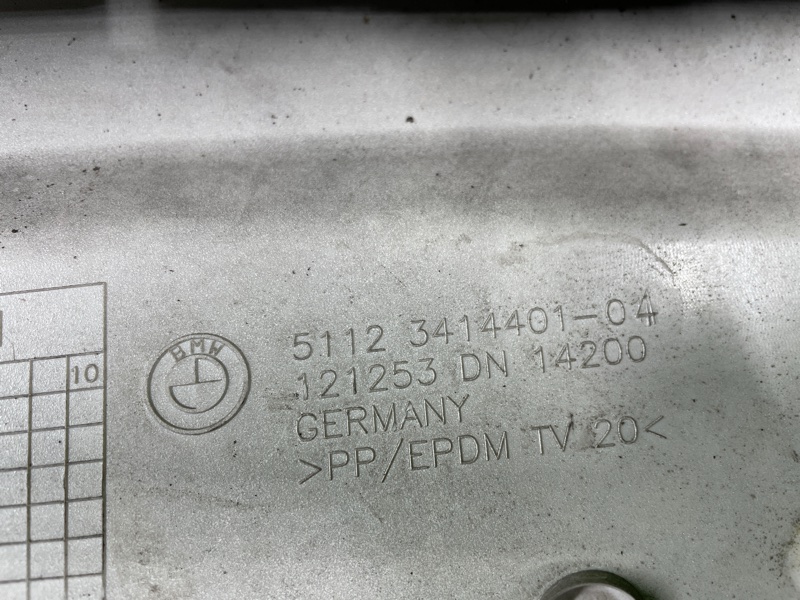 10
BMW
5112 3414401-04
121253 DN 14200
GERMANY
>PP/EPDM TV 20<